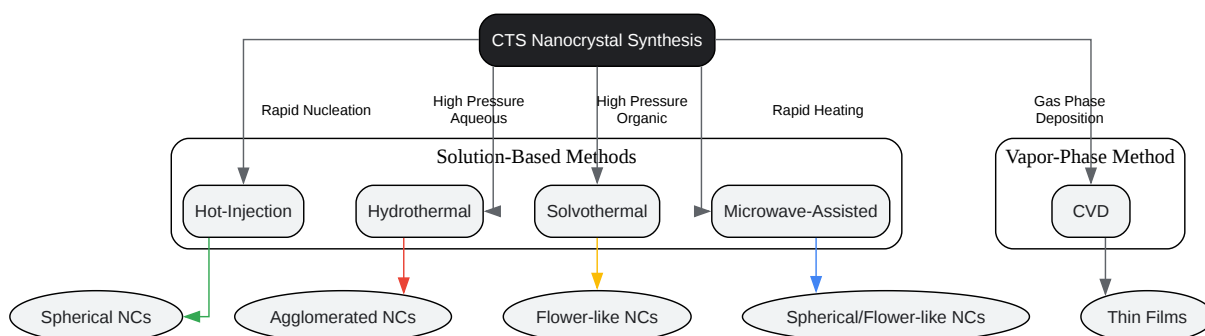 CTS Nanocrystal Synthesis
Rapid Nucleation
High Pressure
Aqueous
High Pressure
Organic
Rapid Heating
Gas Phase
Deposition
Solution-Based Methods
Vapor-Phase Method
Hot-Injection
Hydrothermal
Solvothermal
Microwave-Assisted
CVD
Spherical NCs
Agglomerated NCs
Flower-like NCs
Spherical/Flower-like NCs
Thin Films